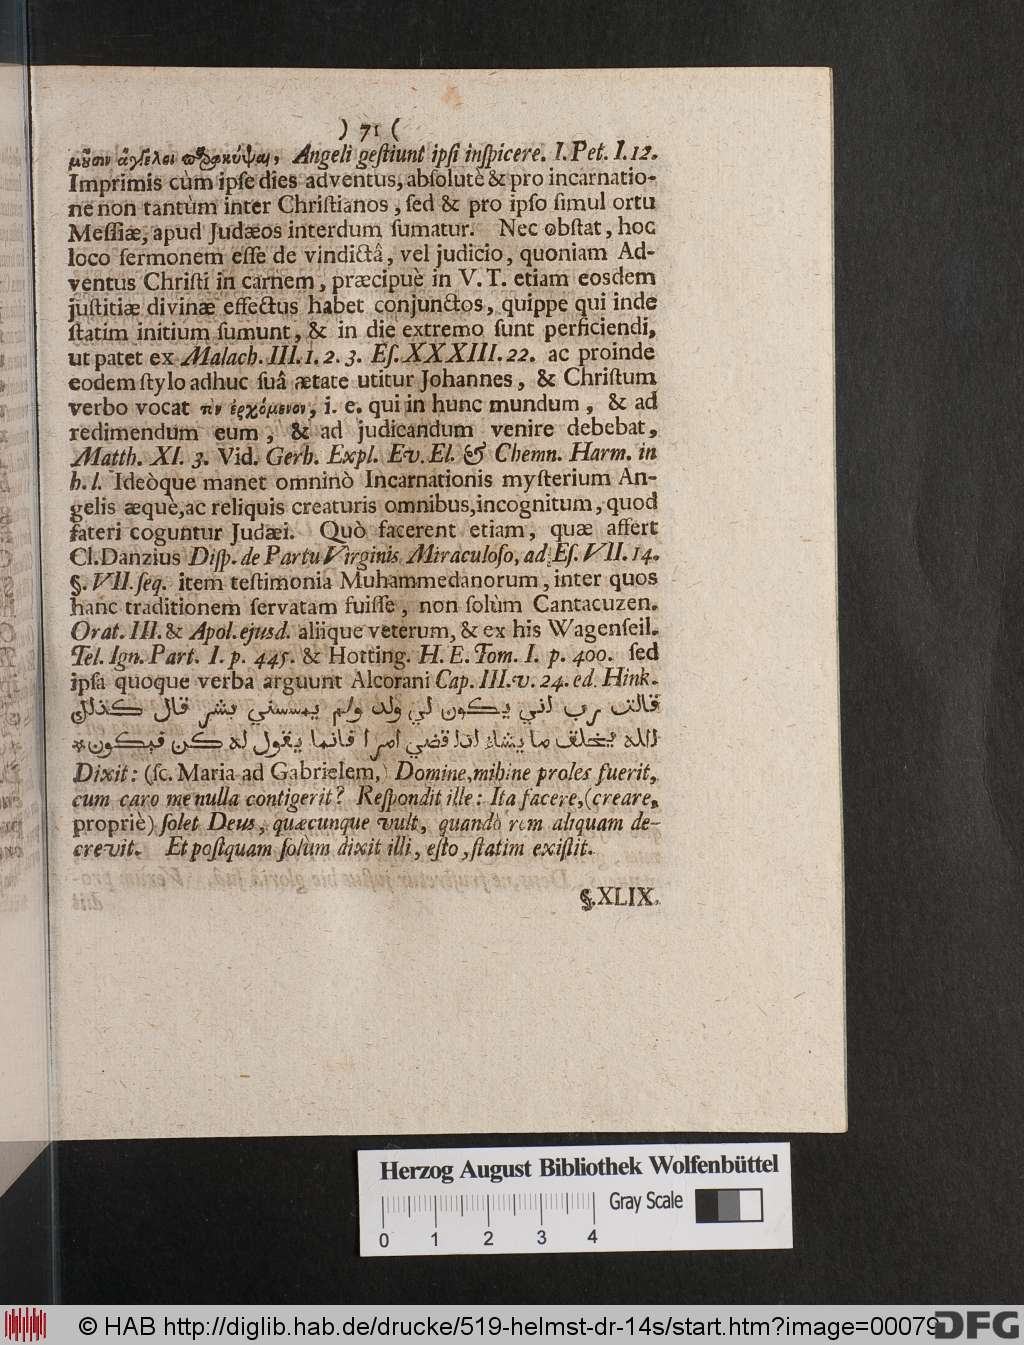 ) 71 (
μοῦσιν ἄγγελοι παρακύψαι, Angeli geſtiunt ipſi inſpicere. I. Pet. I. 12.
Imprimis cùm ipſe dies adventus, abſolutè & pro incarnatio-
ne non tantùm inter Chriſtianos, ſed & pro ipſo ſimul ortu
Meſſiæ, apud Judæos interdum ſumatur. Nec obſtat, hoc
loco ſermonem eſſe de vindictâ, vel judicio, quoniam Ad-
ventus Chriſti in carnem, præcipuè in V. T. etiam eosdem
juſtitiæ divinæ effectus habet conjunctos, quippe qui inde
ſtatim initium ſumunt, & in die extremo ſunt perficiendi,
ut patet ex Malach. III. 1. 2. 3. Eſ. XXXIII. 22. ac proinde
eodem ſtylo adhuc ſuâ ætate utitur Johannes, & Chriſtum
verbo vocat τὸν ἐρχόμενον, i. e. qui in hunc mundum, & ad
redimendum eum, & ad judicandum venire debebat,
Matth. XI. 3. Vid. Gerh. Expl. Ev. El. & Chemn. Harm. in
h. l. Ideòque manet omninò Incarnationis myſterium An-
gelis æquè, ac reliquis creaturis omnibus, incognitum, quod
fateri coguntur Judæi. Quò facerent etiam, quæ affert
Cl. Danzius Diſp. de Partu Virginis Miraculoſo, ad Eſ. VII. 14.
§. VII. ſeq. item teſtimonia Muhammedanorum, inter quos
hanc traditionem ſervatam fuiſſe, non ſolùm Cantacuzen.
Orat. III. & Apol. ejusd. aliique veterum, & ex his Wagenſeil.
Tel. Ign. Part. I. p. 445. & Hotting. H. E. Tom. I. p. 400. ſed
ipſa quoque verba arguunt Alcorani Cap. III. v. 24. ed. Hink.
قالت رب اني يكون لي ولد ولم يمسسني بشر قال كذلك
الله يخلق ما يشاء اذا قضي امرا فانما يقول له كن فيكون *
Dixit: (ſc. Maria ad Gabrielem,) Domine, mihine proles fuerit,
cum caro me nulla contigerit? Reſpondit ille: Ita facere, (creare,
propriè) ſolet Deus, quæcunque vult, quandò rem aliquam de-
crevit. Et poſtquam ſolùm dixit illi, eſto, ſtatim exiſtit.
§. XLIX.
Herzog August Bibliothek Wolfenbüttel
Gray Scale
0 1 2 3 4
© HAB http://diglib.hab.de/drucke/519-helmst-dr-14s/start.htm?image=00079
DFG